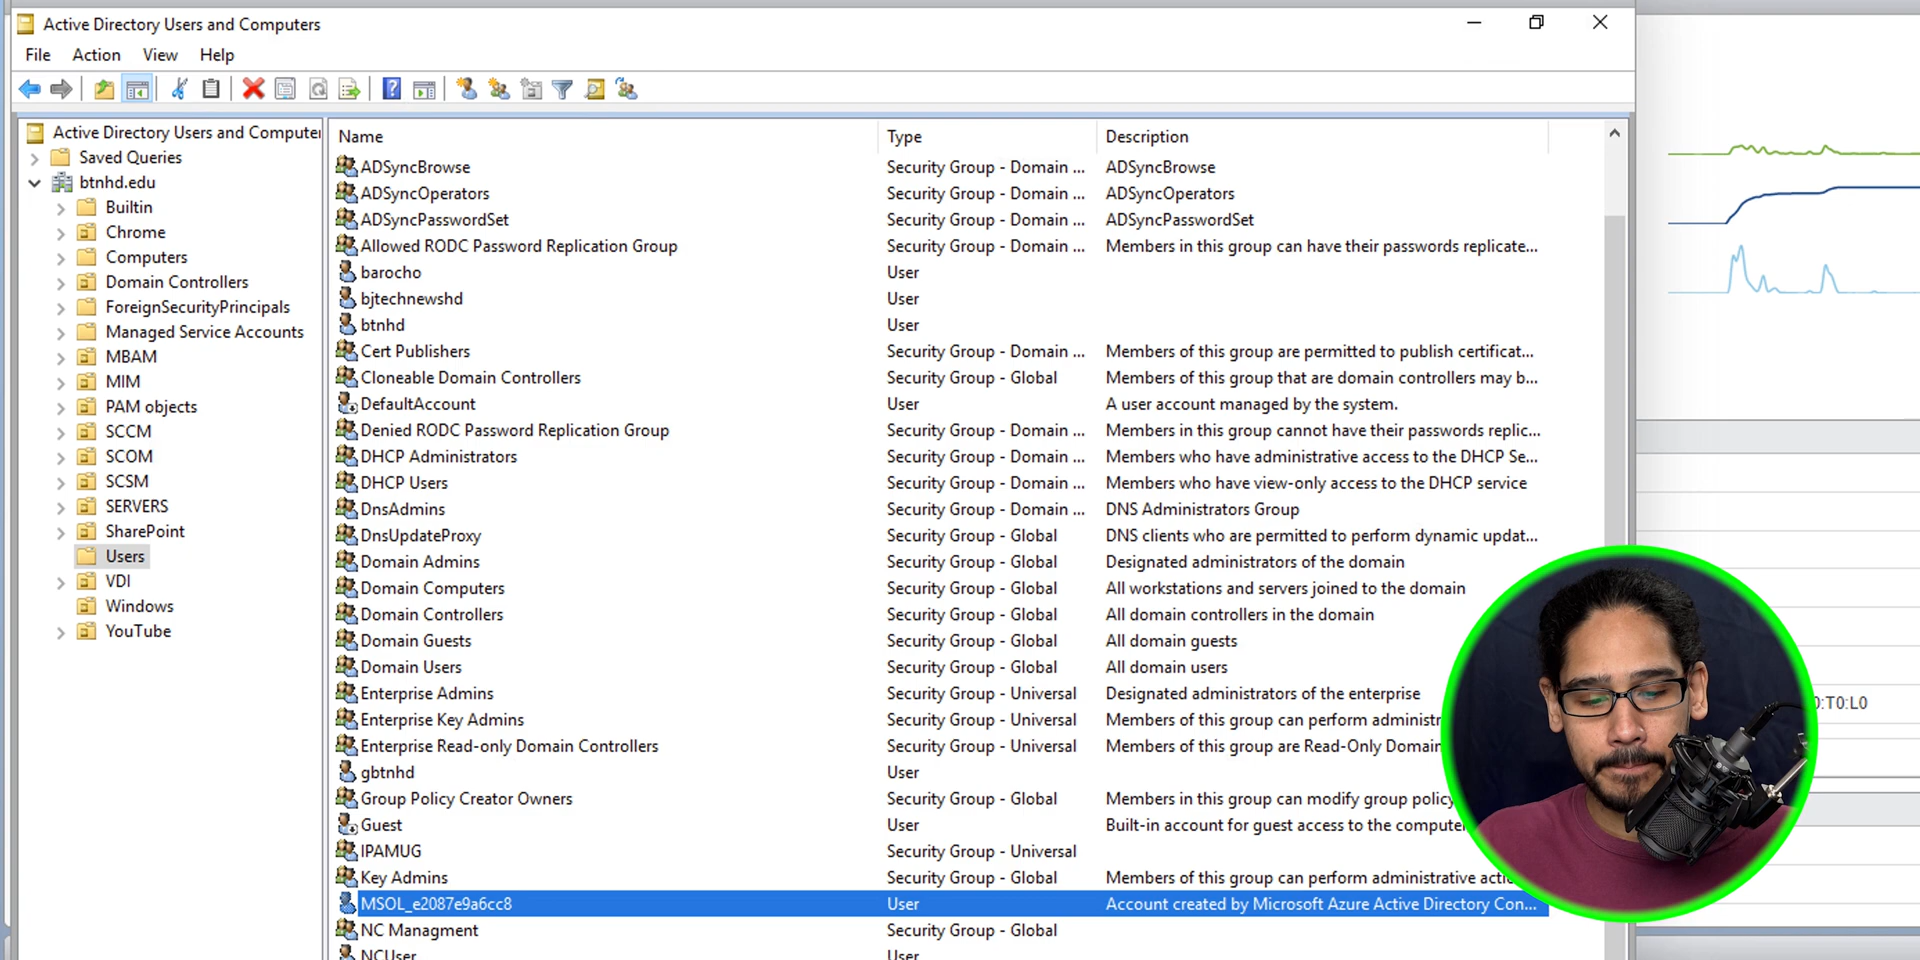 Active Directory Users and Computers
File Action View Help
Active Directory Users and Computer
Saved Queries
btnhd.edu
Builtin
Chrome
Computers
Domain Controllers
ForeignSecurityPrincipals
Managed Service Accounts
MBAM
MIM
PAM objects
SCCM
SCOM
SCSM
SERVERS
SharePoint
Users
VDI
Windows
YouTube
Name Type Description
ADSyncBrowse Security Group - Domain ... ADSyncBrowse
ADSyncOperators Security Group - Domain ... ADSyncOperators
ADSyncPasswordSet Security Group - Domain ... ADSyncPasswordSet
Allowed RODC Password Replication Group Security Group - Domain ... Members in this group can have their passwords replicate...
barocho User
bjtechnewshd User
btnhd User
Cert Publishers Security Group - Domain ... Members of this group are permitted to publish certificat...
Cloneable Domain Controllers Security Group - Global Members of this group that are domain controllers may b...
DefaultAccount User A user account managed by the system.
Denied RODC Password Replication Group Security Group - Domain ... Members in this group cannot have their passwords replic...
DHCP Administrators Security Group - Domain ... Members who have administrative access to the DHCP Se...
DHCP Users Security Group - Domain ... Members who have view-only access to the DHCP service
DnsAdmins Security Group - Domain ... DNS Administrators Group
DnsUpdateProxy Security Group - Global DNS clients who are permitted to perform dynamic updat...
Domain Admins Security Group - Global Designated administrators of the domain
Domain Computers Security Group - Global All workstations and servers joined to the domain
Domain Controllers Security Group - Global All domain controllers in the domain
Domain Guests Security Group - Global All domain guests
Domain Users Security Group - Global All domain users
Enterprise Admins Security Group - Universal Designated administrators of the enterprise
Enterprise Key Admins Security Group - Universal Members of this group can perform administr
Enterprise Read-only Domain Controllers Security Group - Universal Members of this group are Read-Only Domain
gbtnhd User
Group Policy Creator Owners Security Group - Global Members in this group can modify group policy
Guest User Built-in account for guest access to the compute
IPAMUG Security Group - Universal
Key Admins Security Group - Global Members of this group can perform administrative acti
MSOL_e2087e9a6cc8 User Account created by Microsoft Azure Active Directory Con...
NC Managment Security Group - Global
NCUser User
:T0:L0